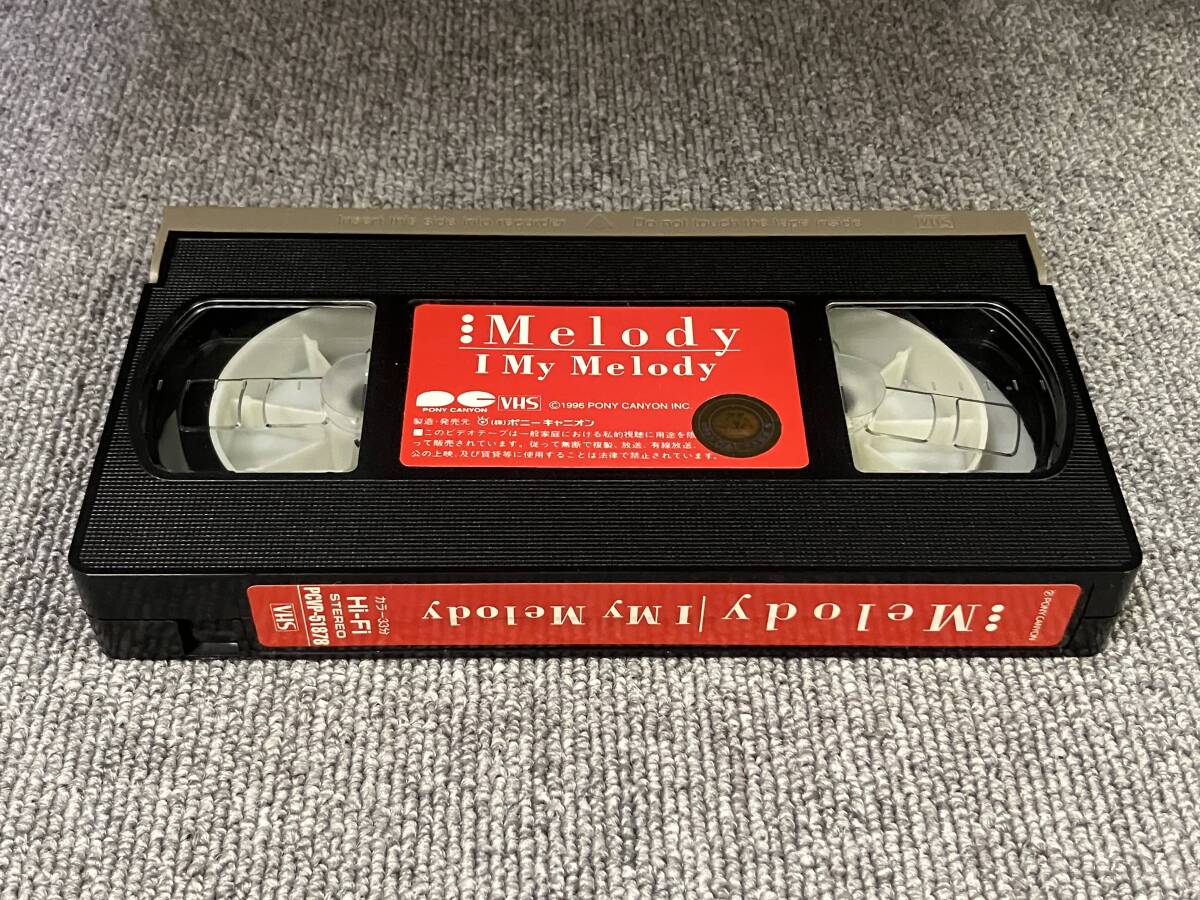 Insert this side into recorder △ Do not touch the tape inside VHS
Melody
I My Melody
PONY CANYON VHS ©1996 PONY CANYON INC.
製造・発売元 (株)ポニーキャニオン
■このビデオテープは一般家庭における私的視聴に用途を限
って販売されています。従って無断で複製、放送、有線放送、
公の上映、及び賃貸等に使用することは法律で禁止されています。
Melody | I My Melody
カラー33分
Hi-Fi
STEREO
PCVP-51878
VHS
Ⓟ PONY CANYON